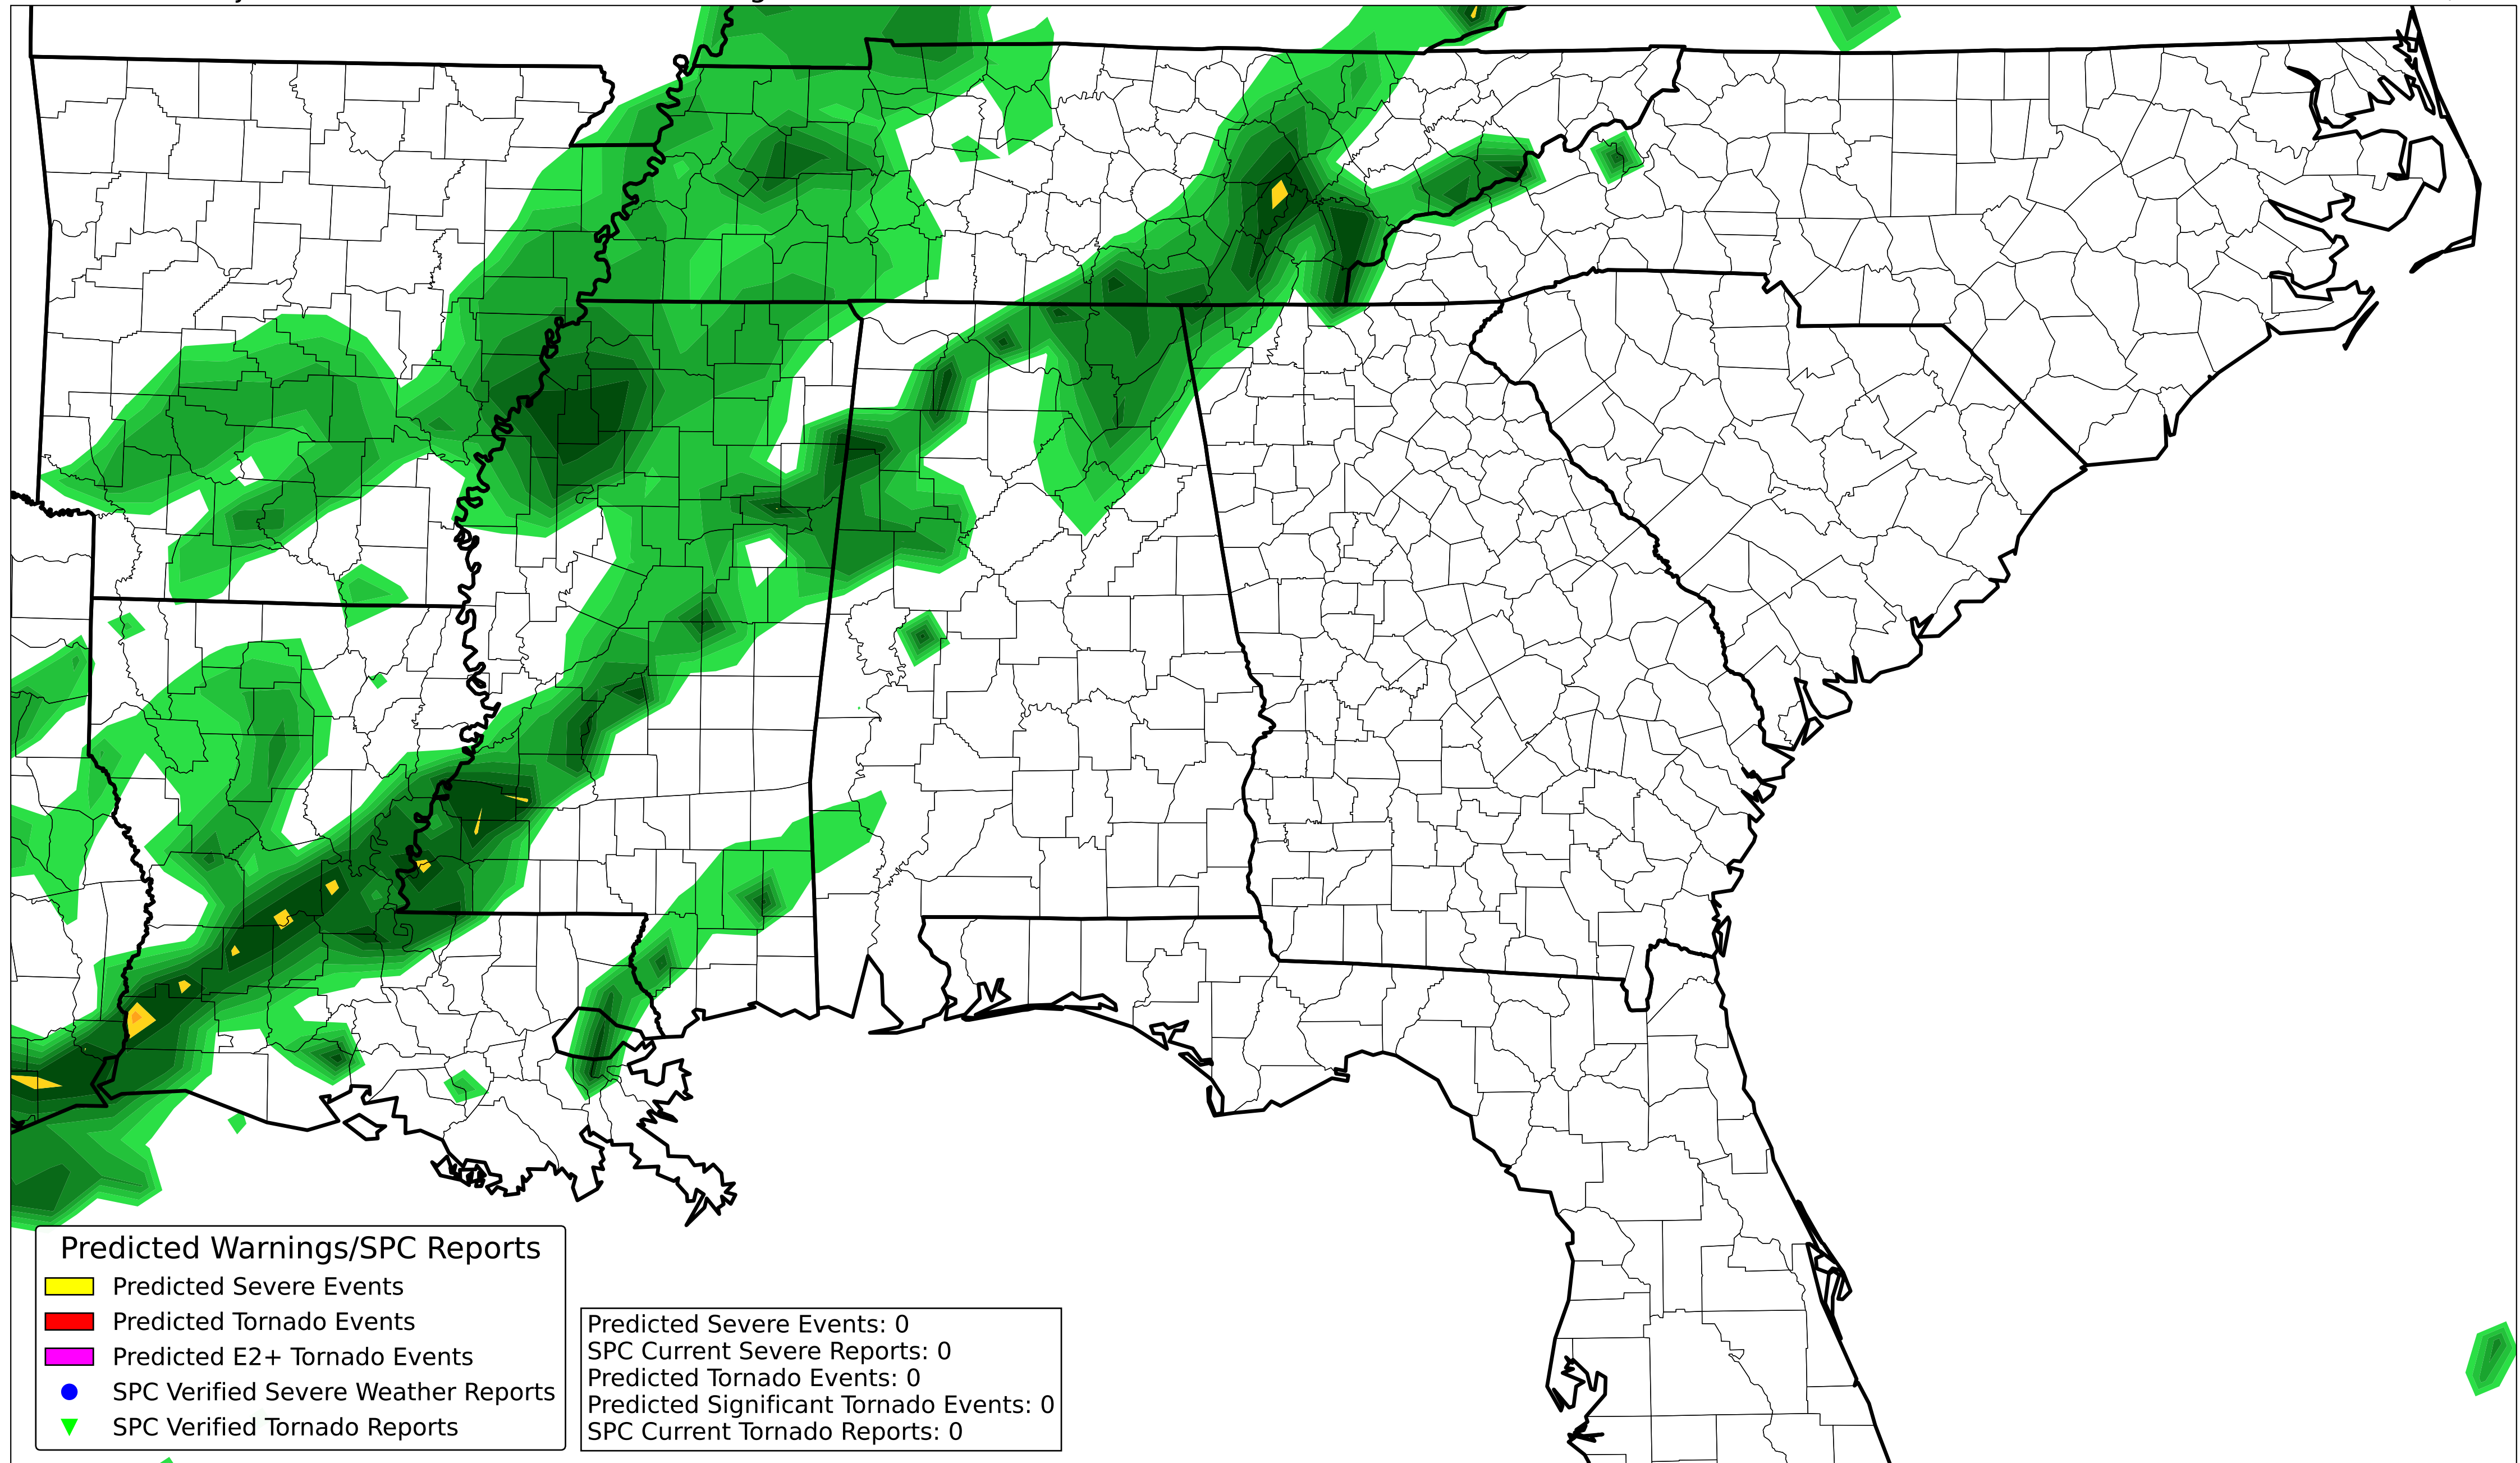 Predicted Warnings/SPC Reports
Predicted Severe Events
Predicted Tornado Events
Predicted E2+ Tornado Events
SPC Verified Severe Weather Reports
SPC Verified Tornado Reports
Predicted Severe Events: 0
SPC Current Severe Reports: 0
Predicted Tornado Events: 0
Predicted Significant Tornado Events: 0
SPC Current Tornado Reports: 0